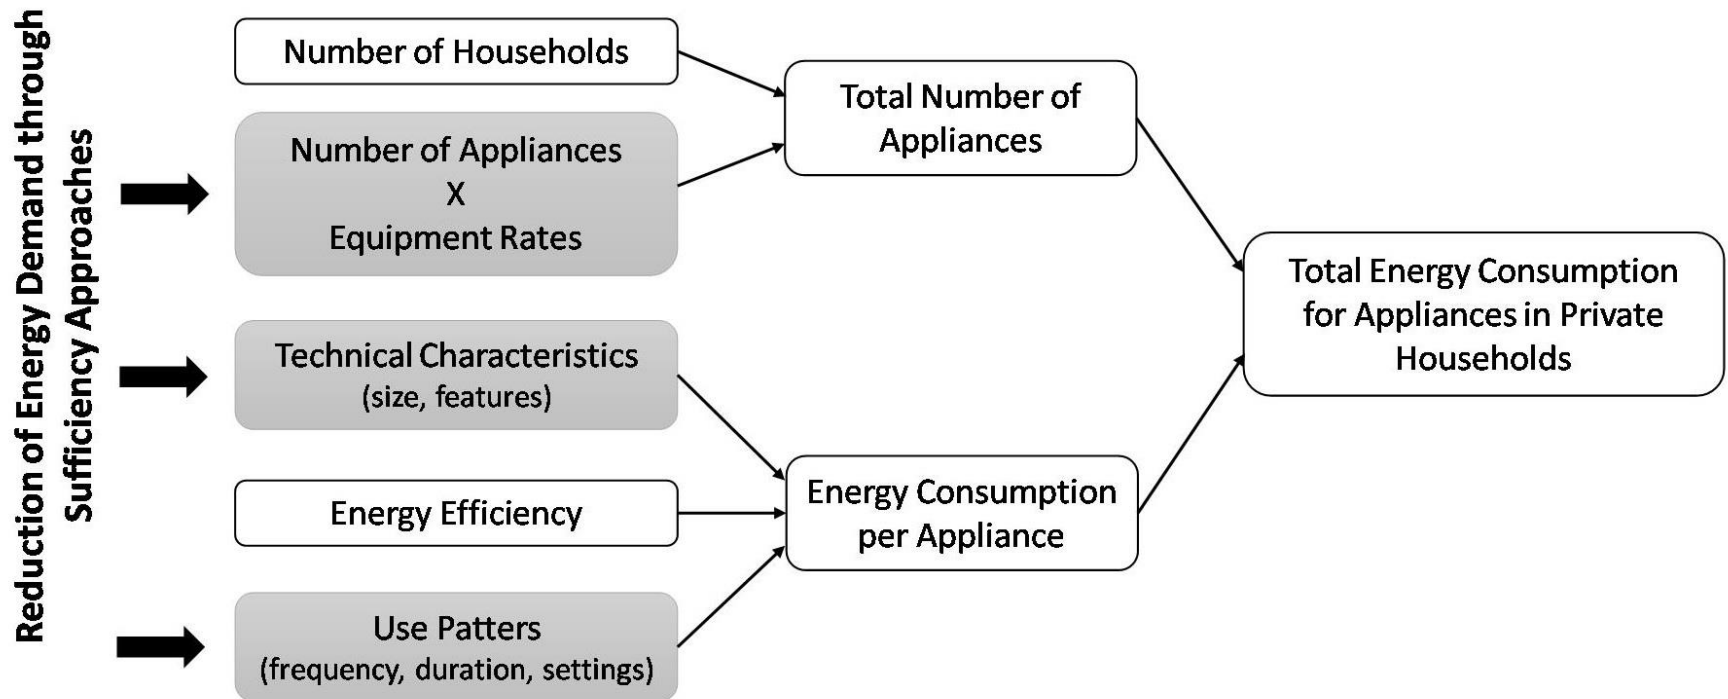 Reduction of Energy Demand through
Sufficiency Approaches
Number of Households
Number of Appliances
X
Equipment Rates
Technical Characteristics
(size, features)
Energy Efficiency
Use Patters
(frequency, duration, settings)
Total Number of
Appliances
Energy Consumption
per Appliance
Total Energy Consumption
for Appliances in Private
Households